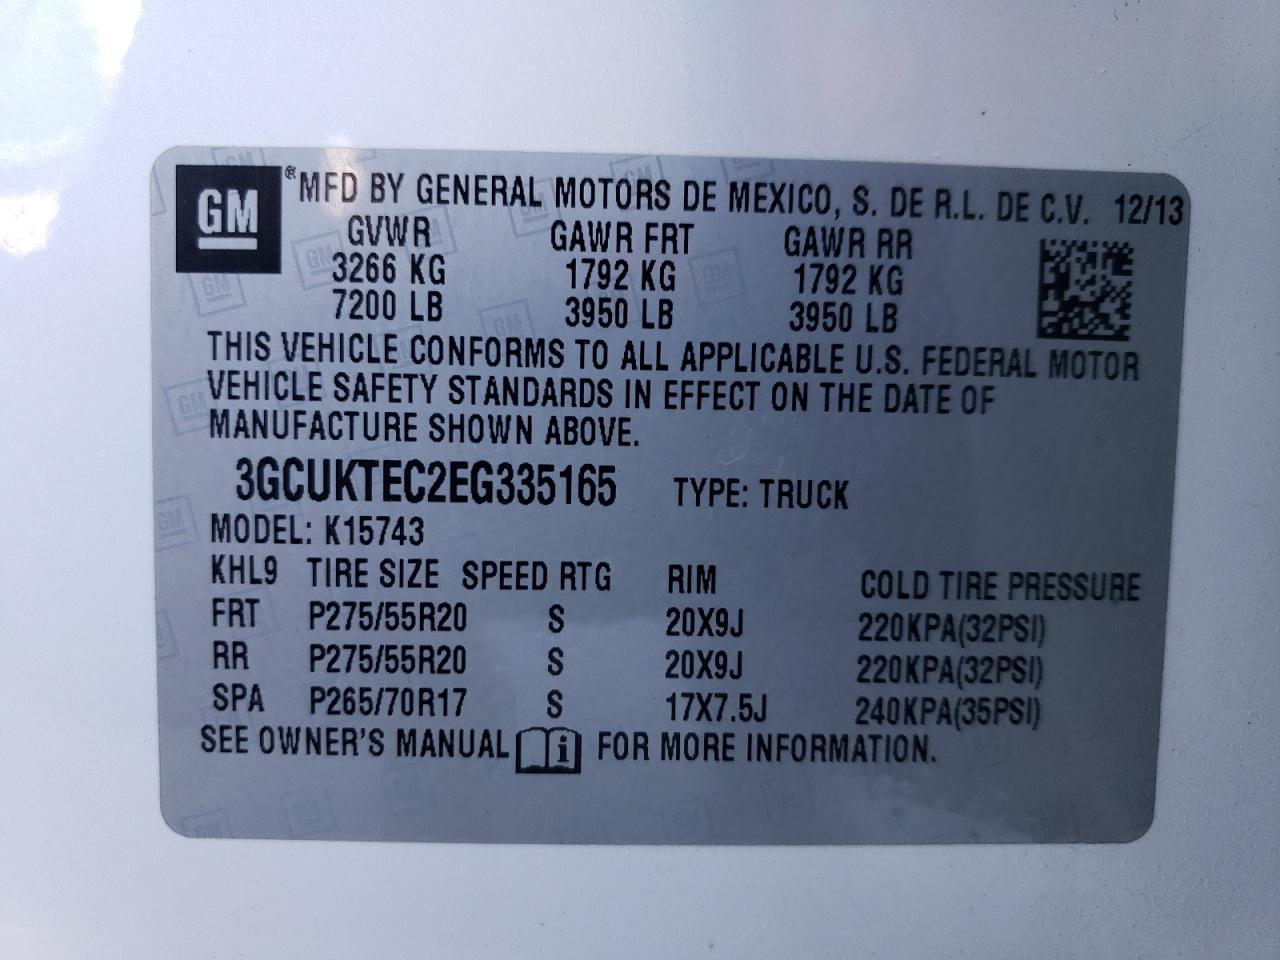 GM ® MFD BY GENERAL MOTORS DE MEXICO, S. DE R.L. DE C.V. 12/13
GVWR GAWR FRT GAWR RR
3266 KG 1792 KG 1792 KG
7200 LB 3950 LB 3950 LB
THIS VEHICLE CONFORMS TO ALL APPLICABLE U.S. FEDERAL MOTOR
VEHICLE SAFETY STANDARDS IN EFFECT ON THE DATE OF
MANUFACTURE SHOWN ABOVE.
3GCUKTEC2EG335165 TYPE: TRUCK
MODEL: K15743
KHL9 TIRE SIZE SPEED RTG RIM COLD TIRE PRESSURE
FRT P275/55R20 S 20X9J 220KPA(32PSI)
RR P275/55R20 S 20X9J 220KPA(32PSI)
SPA P265/70R17 S 17X7.5J 240KPA(35PSI)
SEE OWNER'S MANUAL i FOR MORE INFORMATION.